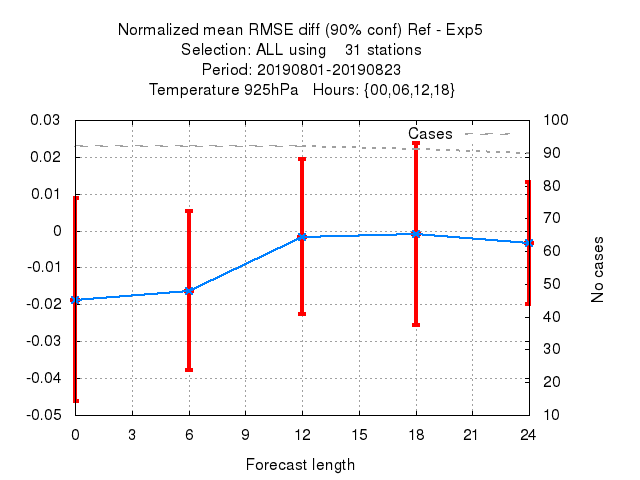 Normalized mean RMSE diff (90% conf) Ref - Exp5
Selection: ALL using    31 stations
Period: 20190801-20190823
Temperature 925hPa   Hours: {00,06,12,18}
Cases
0.03
0.02
0.01
0
-0.01
-0.02
-0.03
-0.04
-0.05
100
90
80
70
60
50
40
30
20
10
No cases
0 3 6 9 12 15 18 21 24
Forecast length